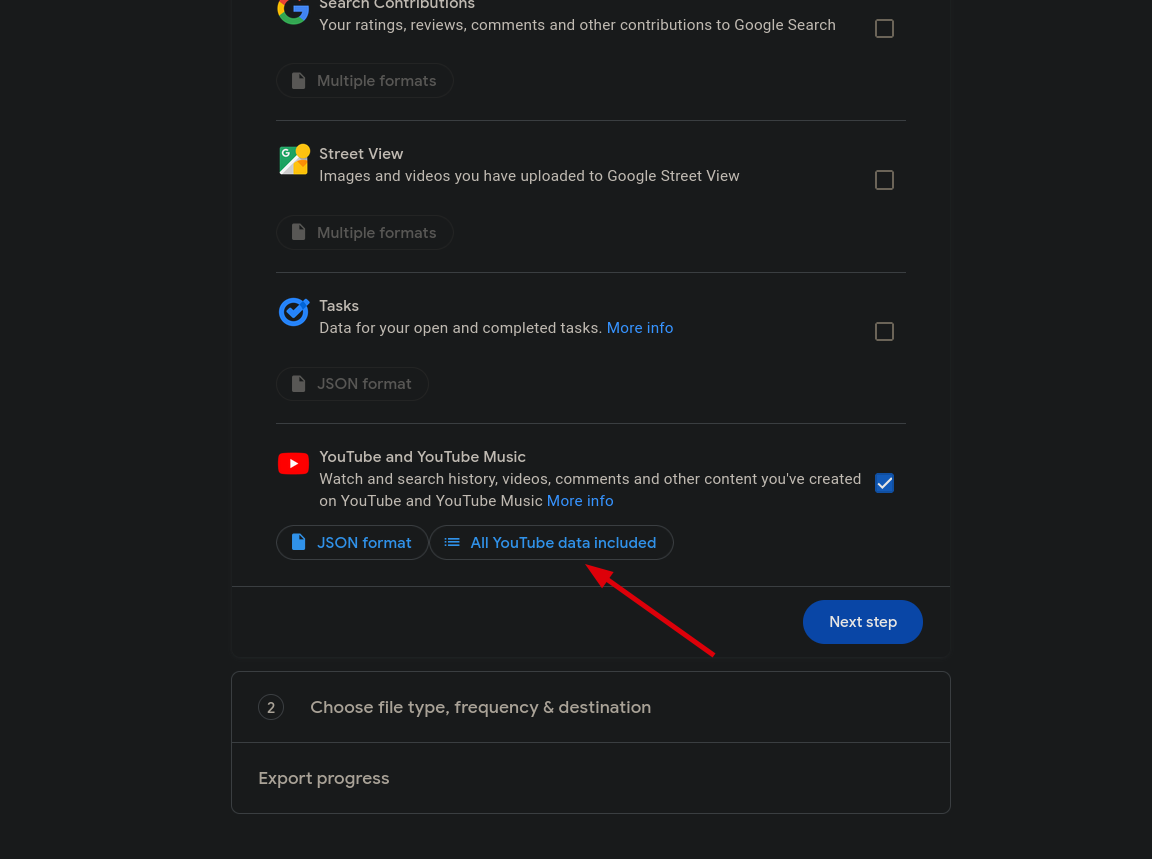 Search Contributions
Your ratings, reviews, comments and other contributions to Google Search
Multiple formats
Street View
Images and videos you have uploaded to Google Street View
Multiple formats
Tasks
Data for your open and completed tasks. More info
JSON format
YouTube and YouTube Music
Watch and search history, videos, comments and other content you've created
on YouTube and YouTube Music More info
JSON format
All YouTube data included
Next step
2 Choose file type, frequency & destination
Export progress